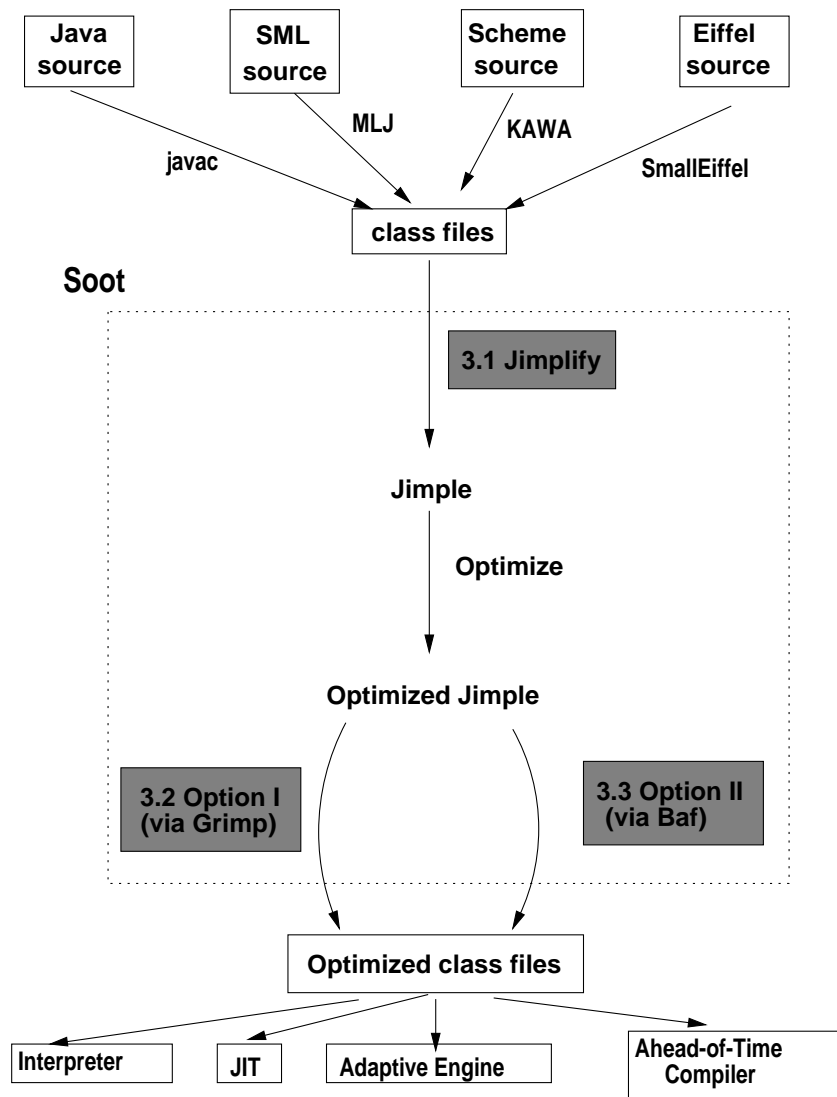 Java
source
SML
source
Scheme
source
Eiffel
source
MLJ
KAWA
javac
SmallEiffel
class files
Soot
3.1 Jimplify
Jimple
Optimize
Optimized Jimple
3.2 Option I
(via Grimp)
3.3 Option II
(via Baf)
Optimized class files
Interpreter
JIT
Adaptive Engine
Ahead-of-Time
Compiler